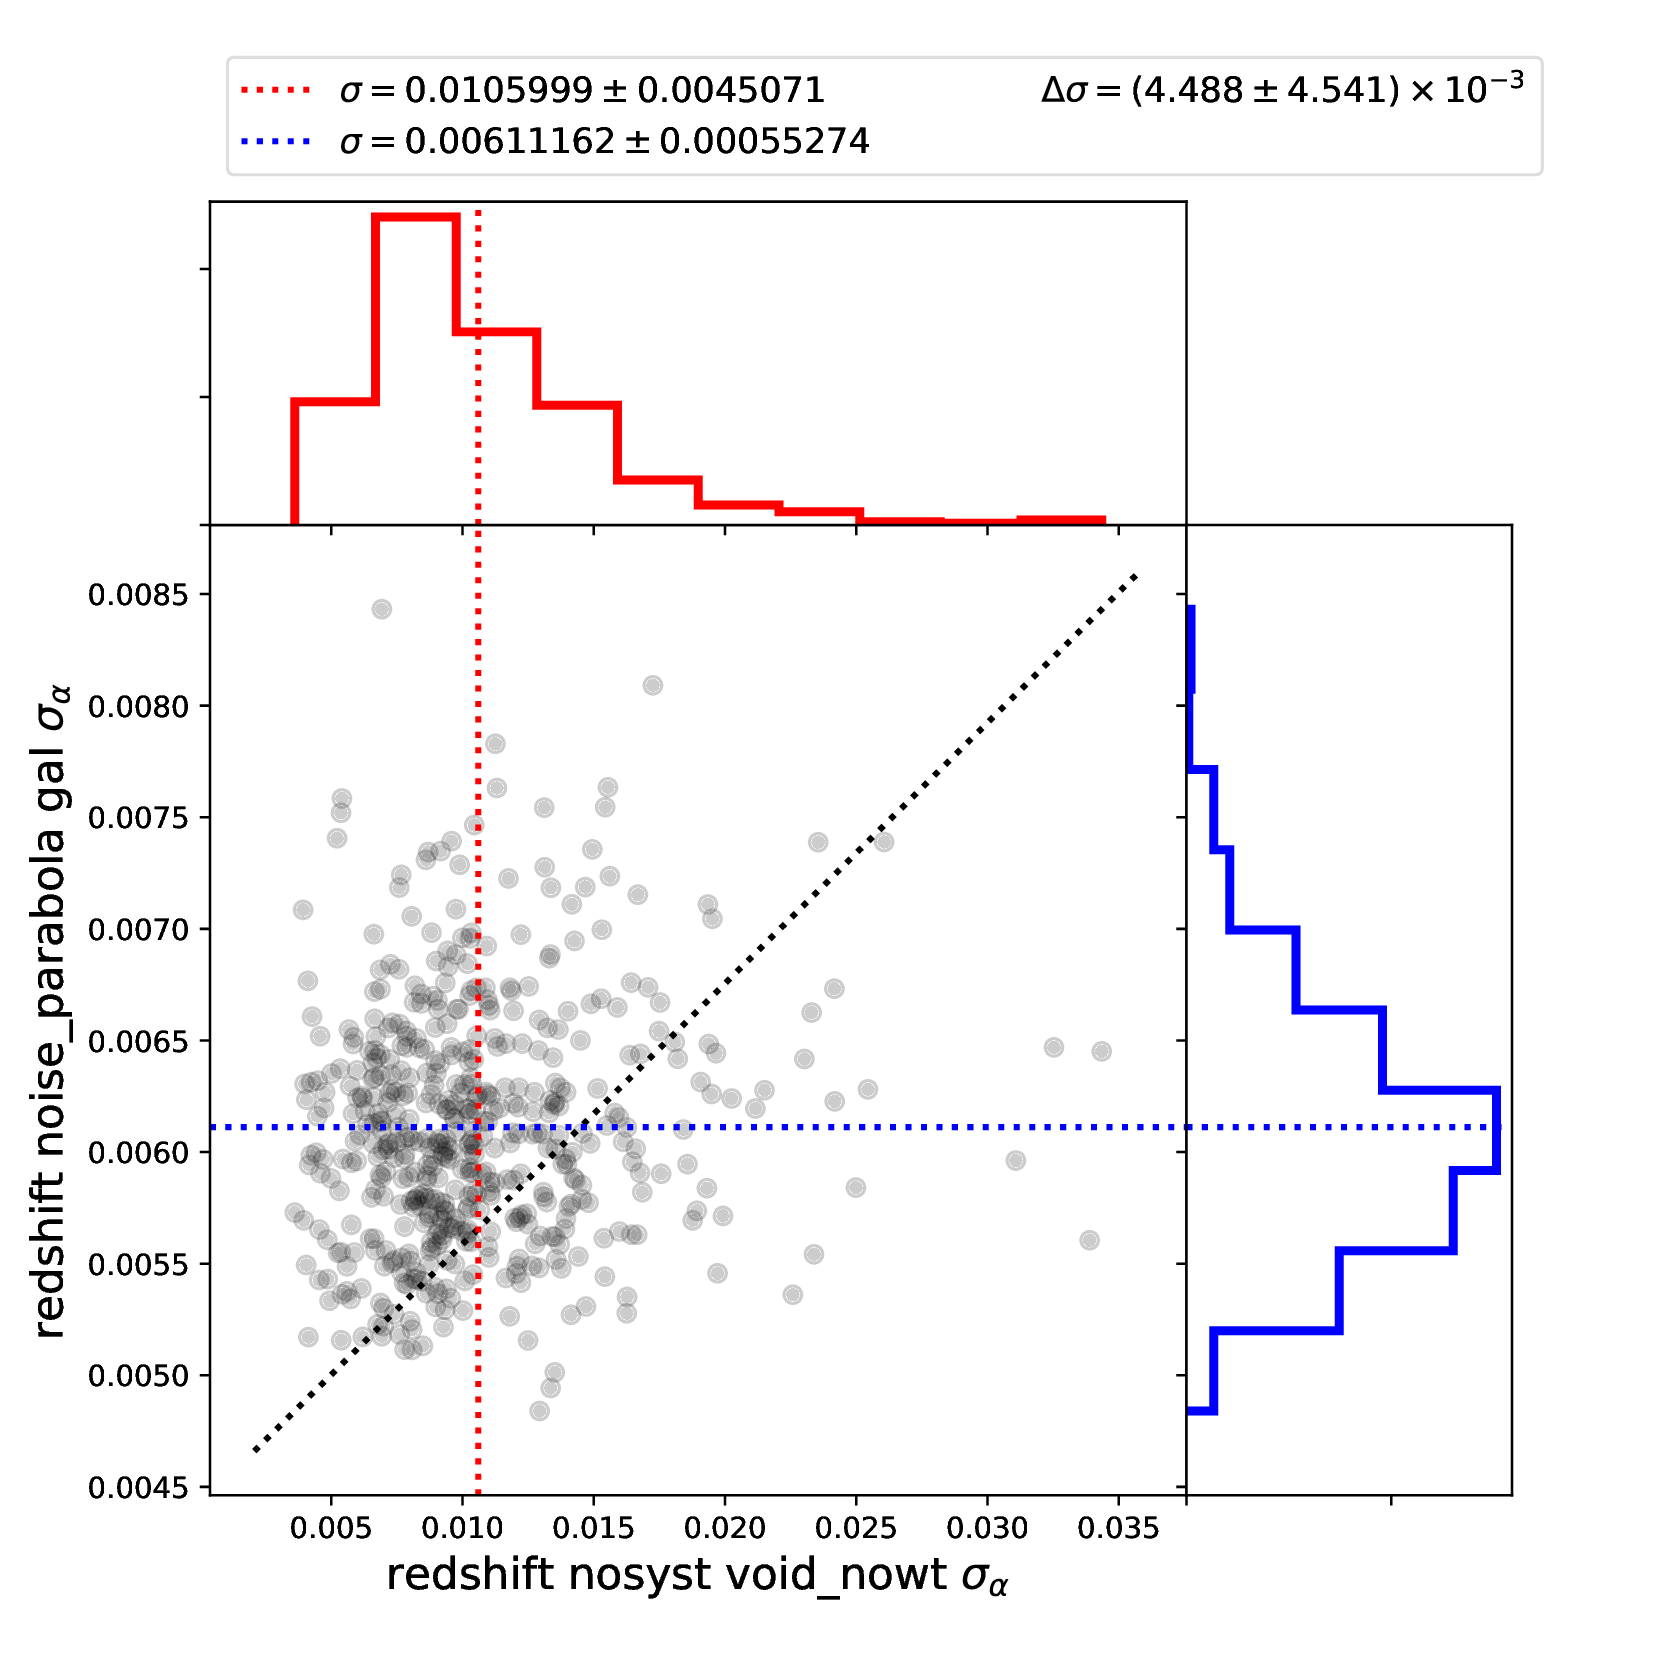 σ = 0.0105999 ± 0.0045071
Δσ = (4.488 ± 4.541) × 10⁻³
σ = 0.00611162 ± 0.00055274
0.0085
0.0080
0.0075
0.0070
0.0065
0.0060
0.0055
0.0050
0.0045
redshift noise_parabola gal σ_α
0.005 0.010 0.015 0.020 0.025 0.030 0.035
redshift nosyst void_nowt σ_α